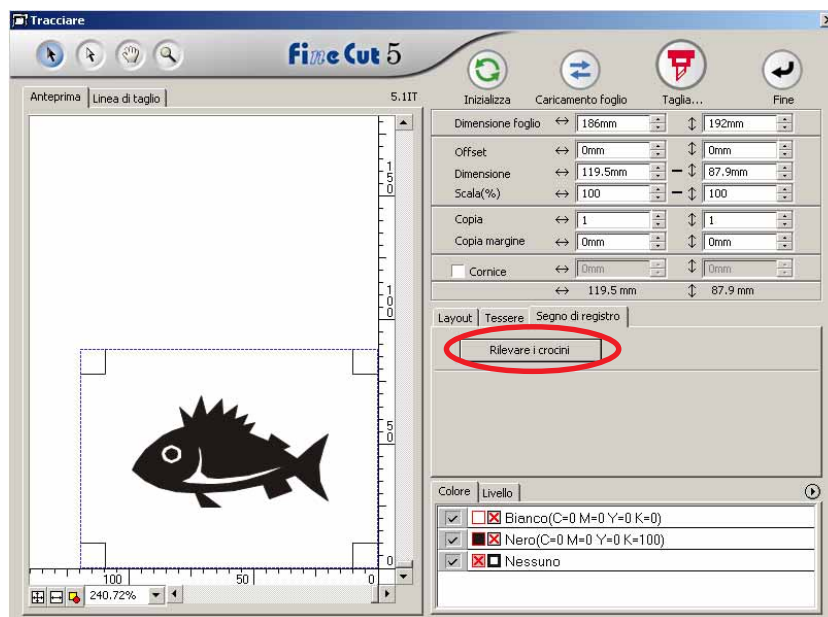 Tracciare
Fine Cut 5
Inizializza Caricamento foglio Taglia... Fine
Anteprima Linea di taglio 5.1IT
Dimensione foglio 186mm 192mm
Offset 0mm 0mm
Dimensione 119.5mm 87.9mm
Scala(%) 100 100
Copia 1 1
Copia margine 0mm 0mm
Cornice 0mm 0mm
119.5 mm 87.9 mm
Layout Tessere Segno di registro
Rilevare i crocini
150
100
50
0
100 50 0
240.72%
Colore Livello
Bianco(C=0 M=0 Y=0 K=0)
Nero(C=0 M=0 Y=0 K=100)
Nessuno